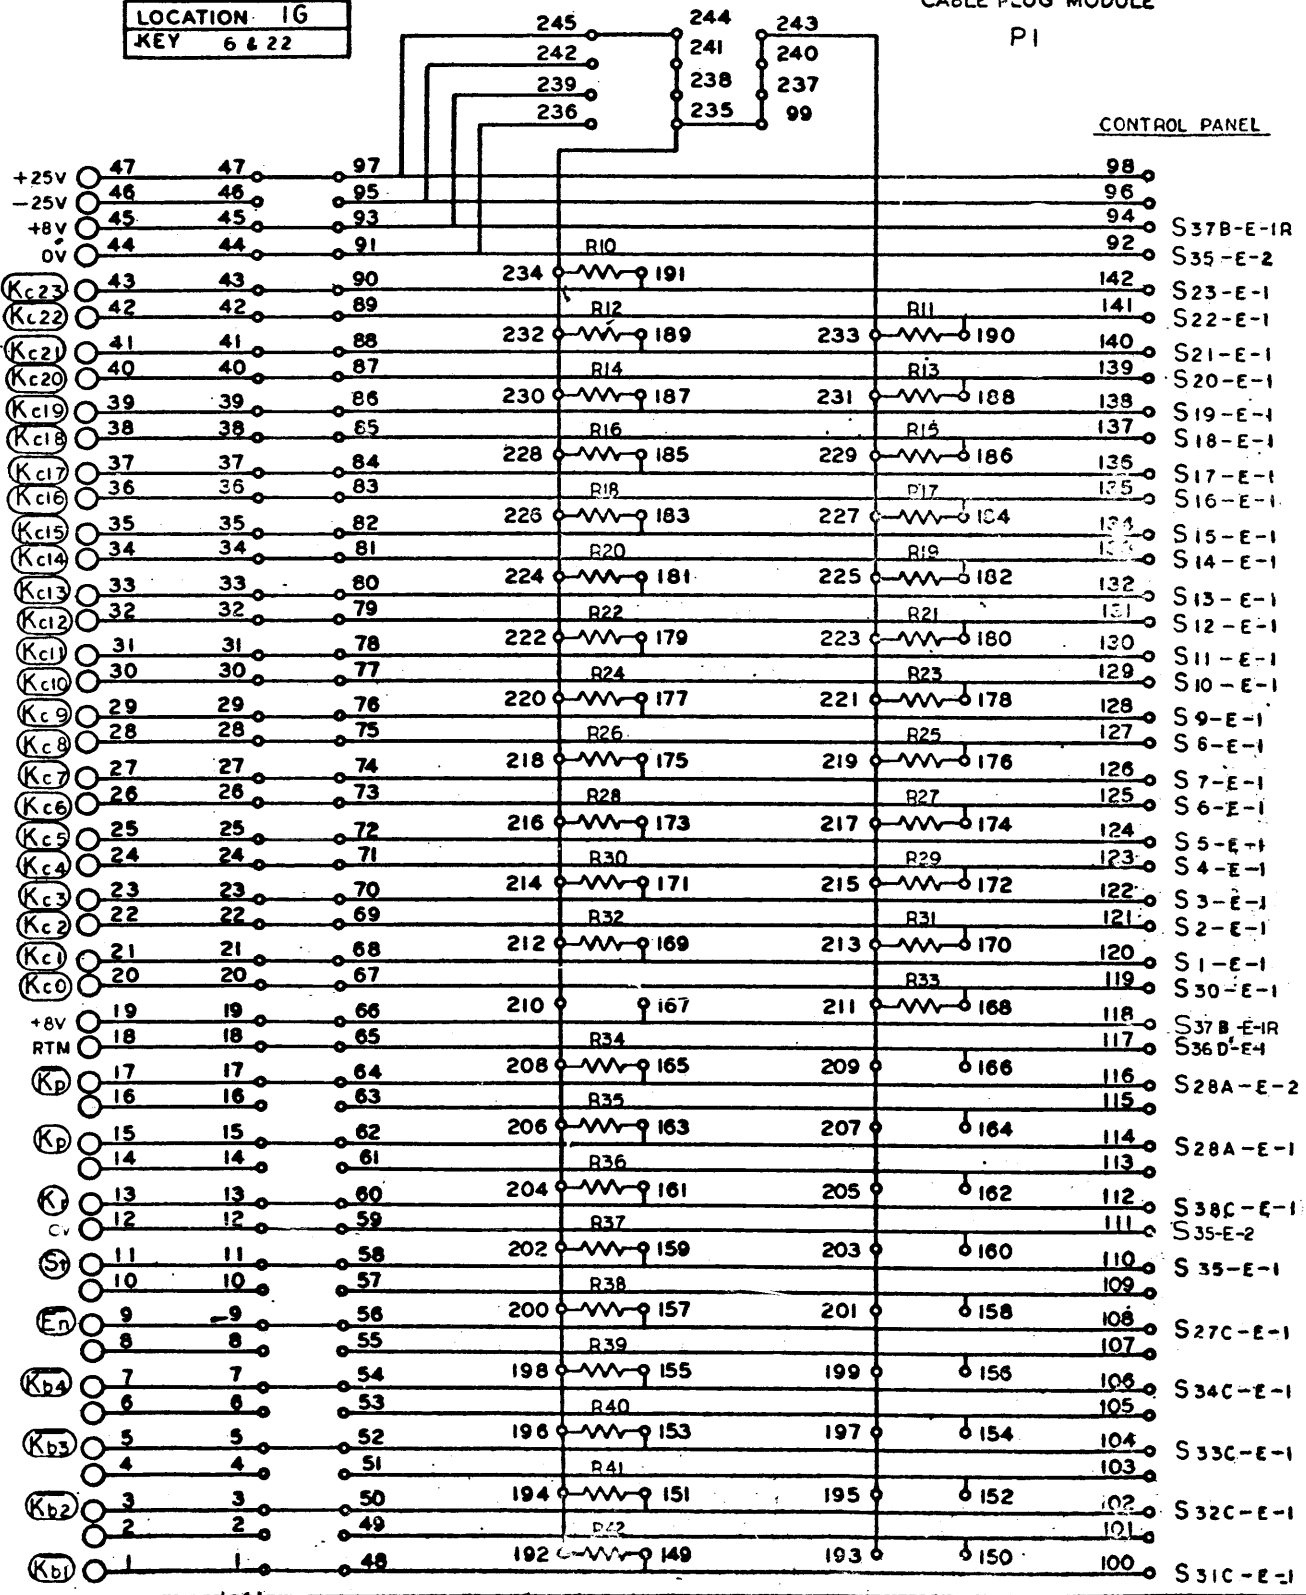 LOCATION 1G
KEY 6 & 22
CABLE PLUG MODULE
P1
245 244 243
242 241 240
239 238 237
236 235 99
CONTROL PANEL
+25V 47 47 97 98
-25V 46 46 95 96
+8V 45 45 93 94 S37B-E-1R
0V 44 44 91 92 S35-E-2
R10
234 191
Kc23 43 43 90 142 S23-E-1
Kc22 42 42 89 141 S22-E-1
R12 R11
232 189 233 190
Kc21 41 41 88 140 S21-E-1
Kc20 40 40 87 139 S20-E-1
R14 R13
230 187 231 188
Kc19 39 39 86 138 S19-E-1
Kc18 38 38 85 137 S18-E-1
R16 R15
228 185 229 186
Kc17 37 37 84 136 S17-E-1
Kc16 36 36 83 135 S16-E-1
R18 R17
226 183 227 184
Kc15 35 35 82 134 S15-E-1
Kc14 34 34 81 S14-E-1
R20 R19
224 181 225 182
Kc13 33 33 80 132 S13-E-1
Kc12 32 32 79 131 S12-E-1
R22 R21
222 179 223 180
Kc11 31 31 78 130 S11-E-1
Kc10 30 30 77 129 S10-E-1
R24 R23
220 177 221 178
Kc9 29 29 76 128 S9-E-1
Kc8 28 28 75 127 S6-E-1
R26 R25
218 175 219 176
Kc7 27 27 74 126 S7-E-1
Kc6 26 26 73 125 S6-E-1
R28 R27
216 173 217 174
Kc5 25 25 72 124 S5-E-1
Kc4 24 24 71 123 S4-E-1
R30 R29
214 171 215 172
Kc3 23 23 70 122 S3-E-1
Kc2 22 22 69 121 S2-E-1
R32 R31
212 169 213 170
Kc1 21 21 68 120 S1-E-1
Kc0 20 20 67 119 S30-E-1
R33
210 167 211 168
+8V 19 19 66 118 S37B-E-1R
RTM 18 18 65 117 S36D-E-1
R34
208 165 209 166
Kp 17 17 64 116 S28A-E-2
16 16 63 115
R35
206 163 207 164
Kp 15 15 62 114 S28A-E-1
14 14 61 113
R36
204 161 205 162
13 13 60 112 S38C-E-1
Cv 12 12 59 111 S35-E-2
R37
202 159 203 160
St 11 11 58 110 S35-E-1
10 10 57 109
R38
200 157 201 158
En 9 9 56 108 S27C-E-1
8 8 55 107
R39
198 155 199 156
Kb4 7 7 54 106 S34C-E-1
6 6 53 105
R40
196 153 197 154
Kb3 5 5 52 104 S33C-E-1
4 4 51 103
R41
194 151 195 152
Kb2 3 3 50 102 S32C-E-1
2 2 49 101
R42
192 149 193 150
Kb1 1 1 48 100 S31C-E-1